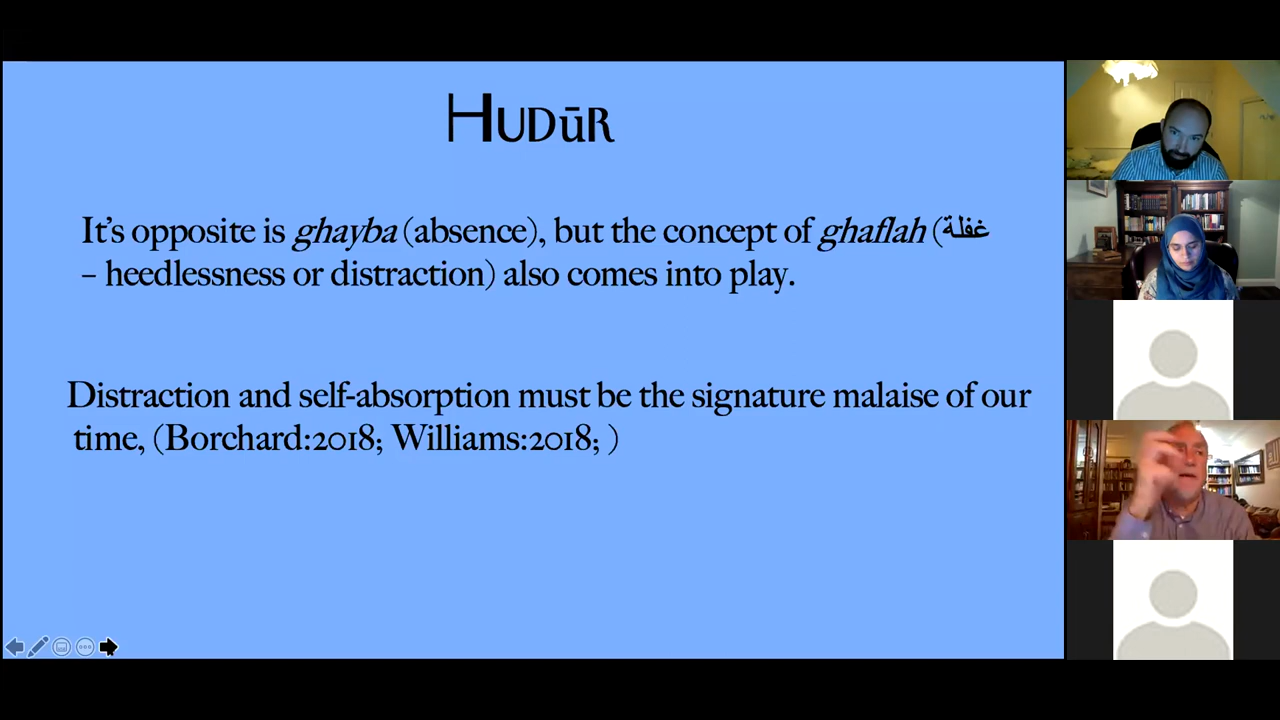 HUDūR
It's opposite is ghayba (absence), but the concept of ghaflah (غفلة
– heedlessness or distraction) also comes into play.
Distraction and self-absorption must be the signature malaise of our
time, (Borchard:2018; Williams:2018; )